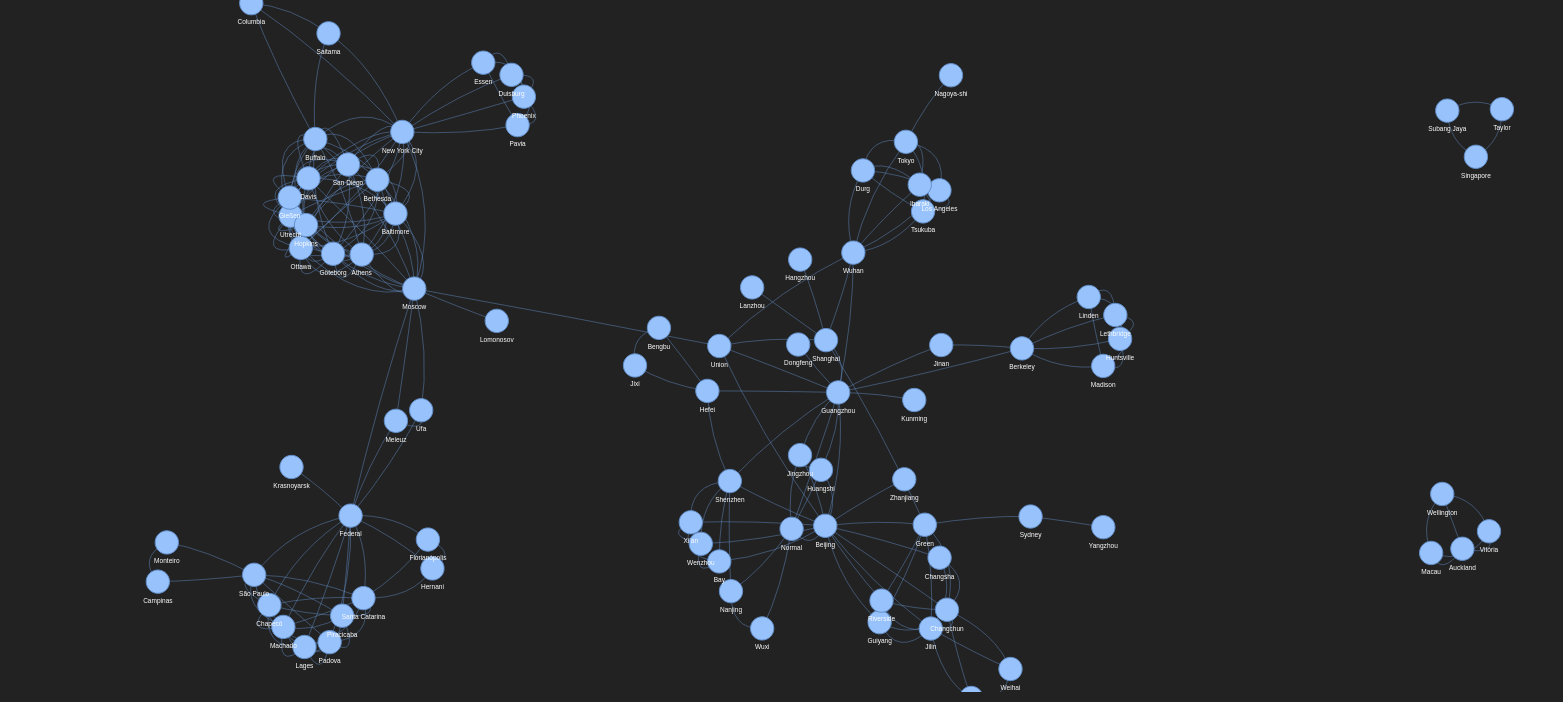 Columbia
Saitama
Essen
Duisburg
Phoenix
Pavia
New York City
Buffalo
San Diego
Bethesda
Davis
Gießen
Utrecht
Hopkins
Baltimore
Ottawa
Göteborg
Athens
Moscow
Lomonosov
Nagoya-shi
Tokyo
Durg
Ibaraki
Los Angeles
Tsukuba
Wuhan
Hangzhou
Lanzhou
Subang Jaya
Taylor
Singapore
Bengbu
Union
Dongfeng
Shanghai
Jixi
Hefei
Guangzhou
Jinan
Kunming
Berkeley
Linden
Lethbridge
Huntsville
Madison
Meleuz
Ufa
Krasnoyarsk
Federal
Jingzhou
Huangshi
Shenzhen
Zhanjiang
Xi'an
Wenzhou
Bay
Normal
Beijing
Green
Sydney
Yangzhou
Wellington
Vitória
Macau
Auckland
Monteiro
Campinas
São Paulo
Florianópolis
Hernani
Chapecó
Santa Catarina
Machado
Piracicaba
Lages
Padova
Nanjing
Wuxi
Changsha
Riverside
Guiyang
Changchun
Jilin
Weihai